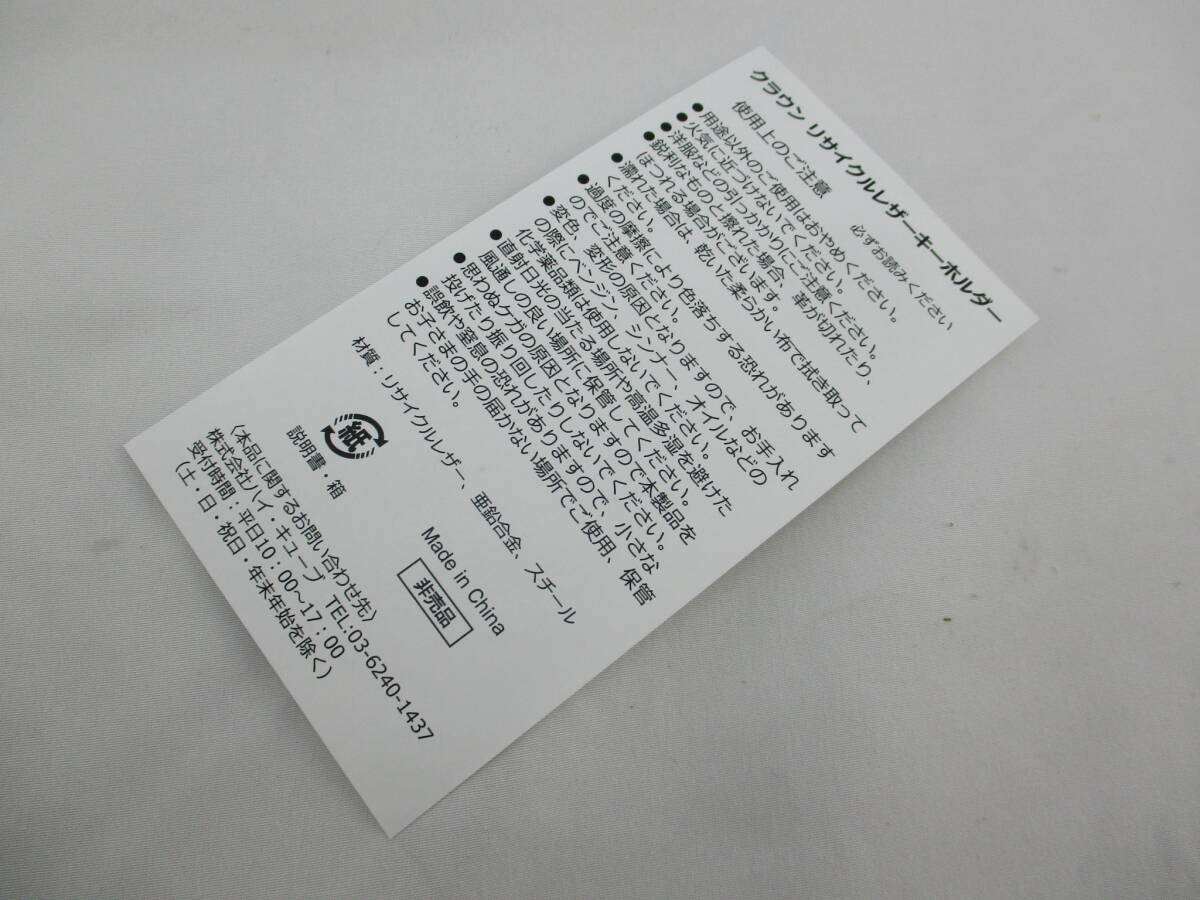 クラウン リサイクルレザーキーホルダー
使用上のご注意 必ずお読みください
●用途以外のご使用はおやめください。
●火気に近づけないでください。
●洋服などの引っかかりにご注意ください。
●鋭利なものと擦れた場合、革が切れたり、
ほつれる場合がございます。
●濡れた場合は、乾いた柔らかい布で拭き取って
ください。
●過度の摩擦により色落ちする恐れがあります
のでご注意ください。
●変色、変形の原因となりますので、お手入れ
の際にベンジン、シンナー、オイルなどの
化学薬品類は使用しないでください。
●直射日光の当たる場所や高温多湿を避けた
風通しの良い場所に保管してください。
●思わぬケガの原因となりますので本製品を
投げたり振り回したりしないでください。
●誤飲や窒息の恐れがありますので、小さな
お子さまの手の届かない場所でご使用、保管
してください。
材質：リサイクルレザー、亜鉛合金、スチール
Made in China
紙
説明書・箱
非売品
〈本品に関するお問い合わせ先〉
株式会社ハイ・キューブ TEL:03-6240-1437
受付時間：平日10：00～17：00
(土・日・祝日・年末年始を除く)